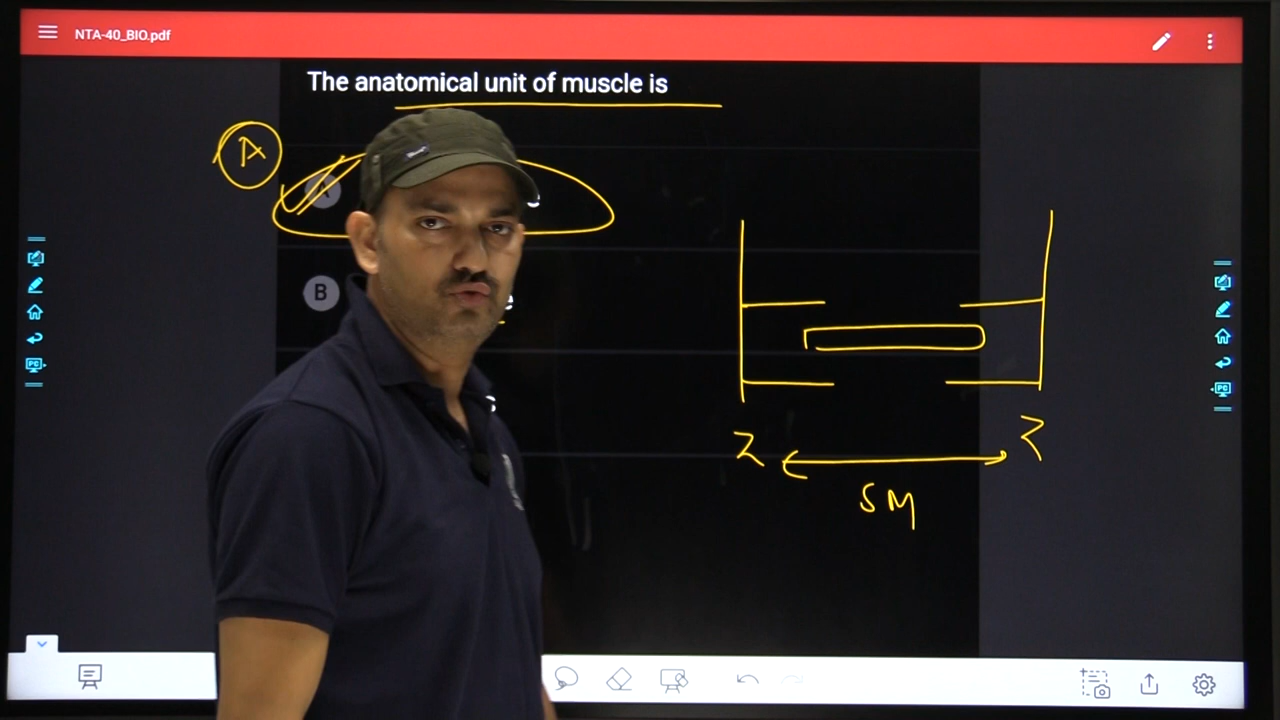 NTA-40_BIO.pdf
The anatomical unit of muscle is
A
A
B
Z
Z
SM